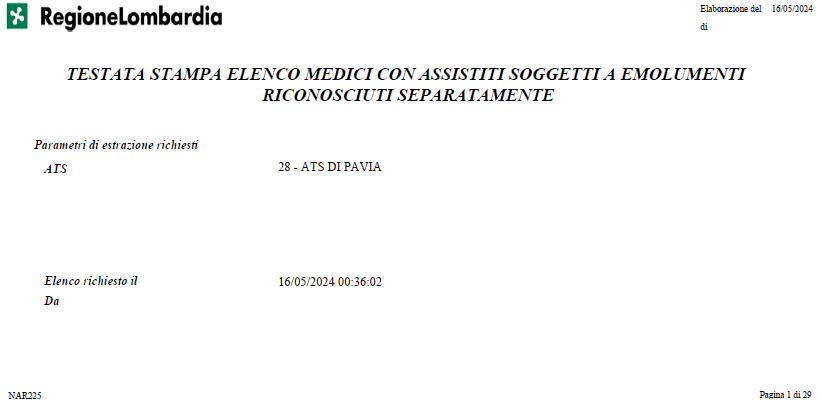 RegioneLombardia
Elaborazione del 16/05/2024
di
TESTATA STAMPA ELENCO MEDICI CON ASSISTITI SOGGETTI A EMOLUMENTI
RICONOSCIUTI SEPARATAMENTE
Parametri di estrazione richiesti
ATS 28 - ATS DI PAVIA
Elenco richiesto il 16/05/2024 00:36:02
Da
NAR225 Pagina 1 di 29